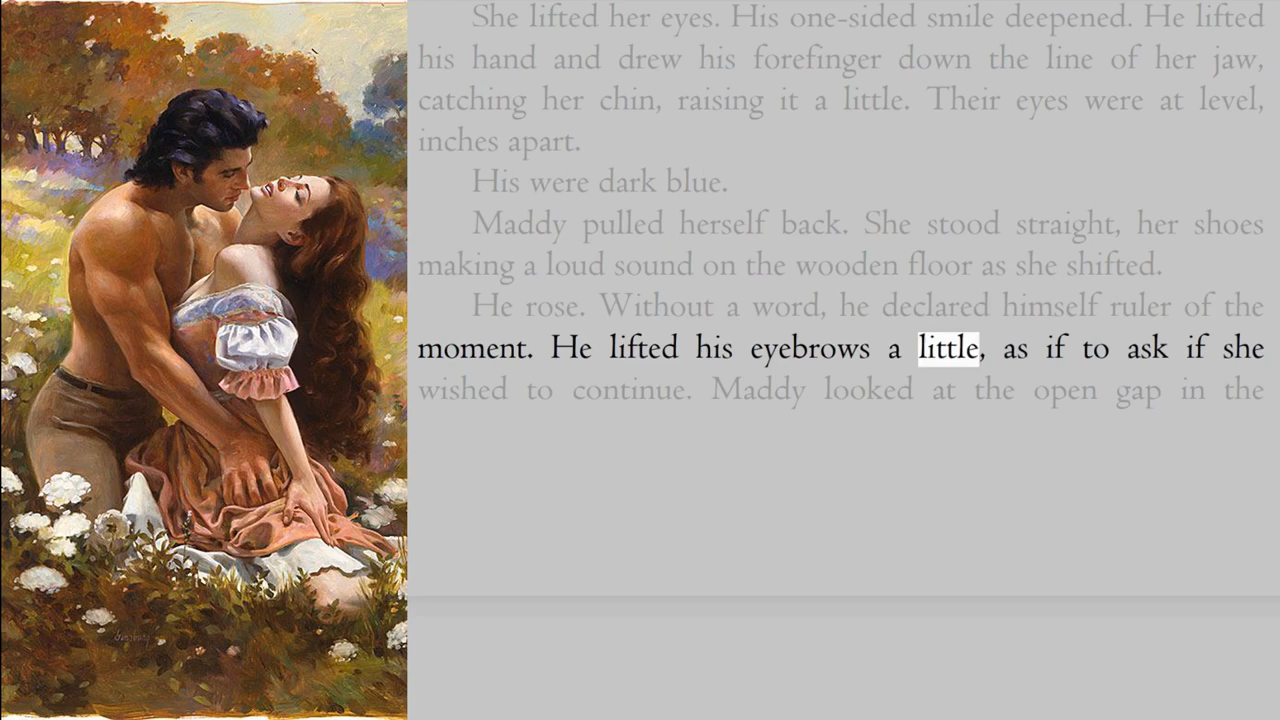 She lifted her eyes. His one-sided smile deepened. He lifted
his hand and drew his forefinger down the line of her jaw,
catching her chin, raising it a little. Their eyes were at level,
inches apart.
His were dark blue.
Maddy pulled herself back. She stood straight, her shoes
making a loud sound on the wooden floor as she shifted.
He rose. Without a word, he declared himself ruler of the
moment. He lifted his eyebrows a little, as if to ask if she
wished to continue. Maddy looked at the open gap in the